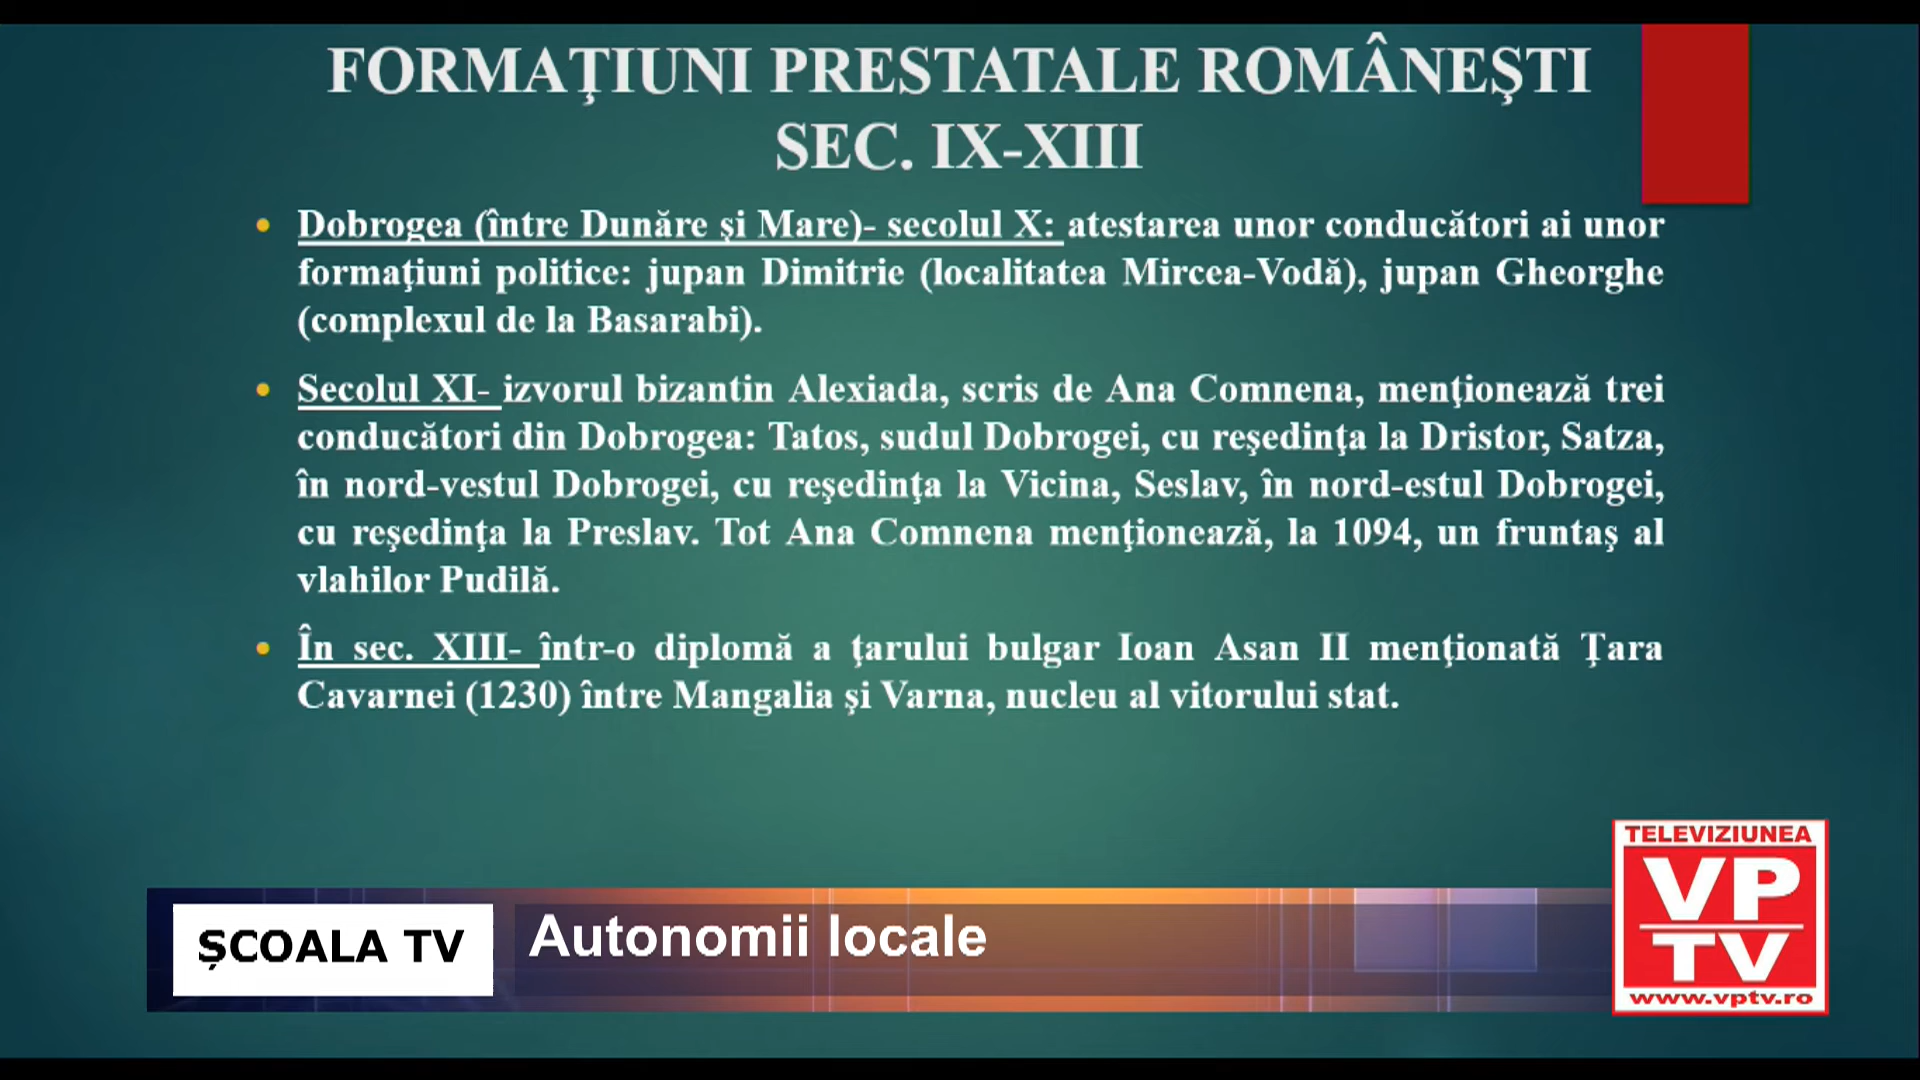 FORMAŢIUNI PRESTATALE ROMÂNEŞTI
SEC. IX-XIII
• Dobrogea (între Dunăre şi Mare)- secolul X: atestarea unor conducători ai unor
formaţiuni politice: jupan Dimitrie (localitatea Mircea-Vodă), jupan Gheorghe
(complexul de la Basarabi).
• Secolul XI- izvorul bizantin Alexiada, scris de Ana Comnena, menţionează trei
conducători din Dobrogea: Tatos, sudul Dobrogei, cu reşedinţa la Dristor, Satza,
în nord-vestul Dobrogei, cu reşedinţa la Vicina, Seslav, în nord-estul Dobrogei,
cu reşedinţa la Preslav. Tot Ana Comnena menţionează, la 1094, un fruntaş al
vlahilor Pudilă.
• În sec. XIII- într-o diplomă a ţarului bulgar Ioan Asan II menţionată Ţara
Cavarnei (1230) între Mangalia şi Varna, nucleu al vitorului stat.
ȘCOALA TV
Autonomii locale
TELEVIZIUNEA
VP
TV
www.vptv.ro